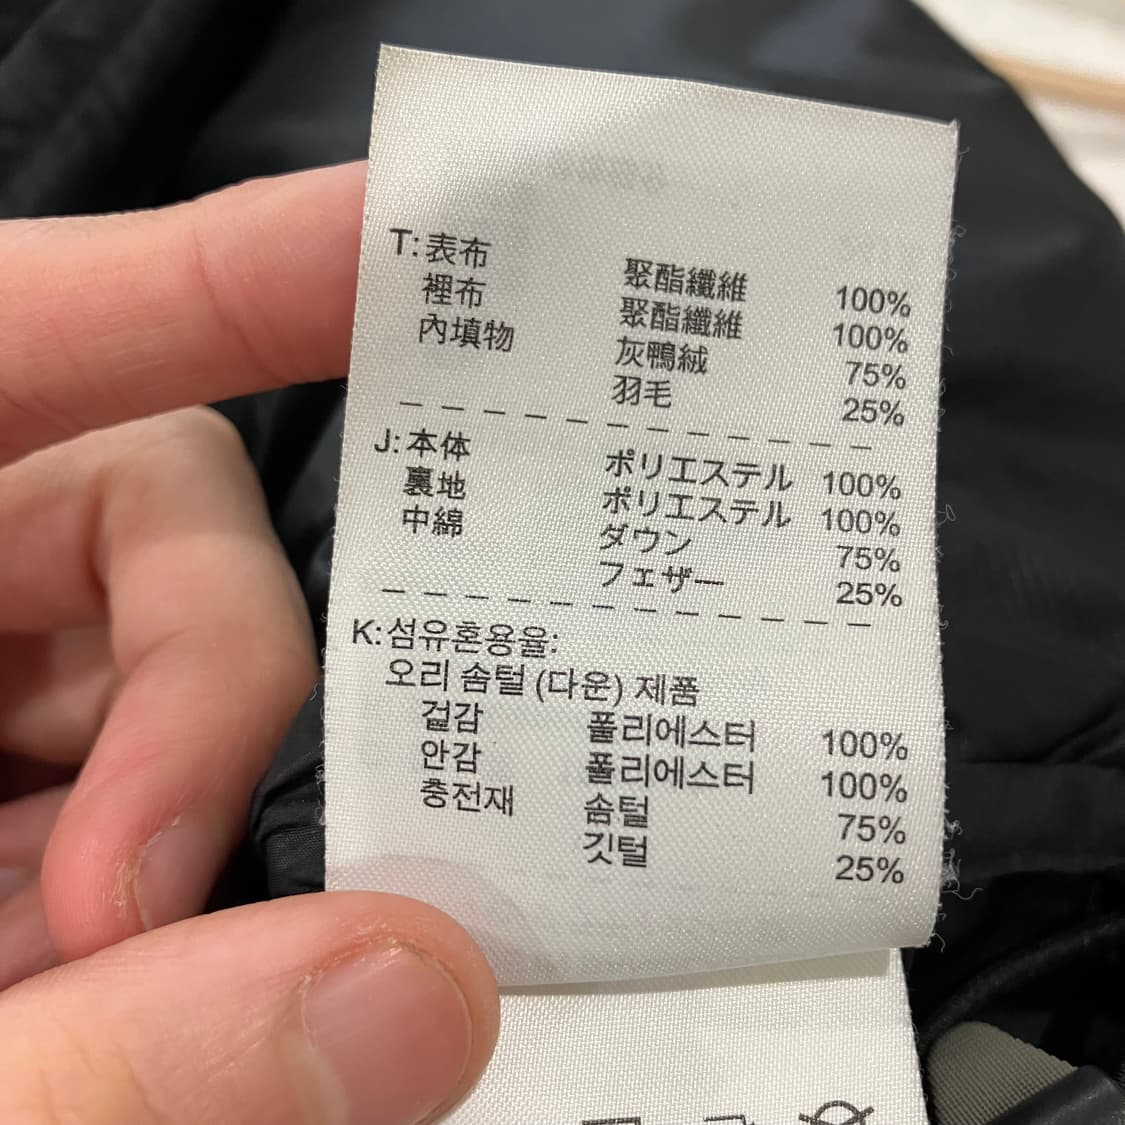 T: 表布 聚酯纖維 100%
裡布 聚酯纖維 100%
內填物 灰鴨絨 75%
羽毛 25%
J: 本体 ポリエステル 100%
裏地 ポリエステル 100%
中綿 ダウン 75%
フェザー 25%
K: 섬유혼용율:
오리 솜털 (다운) 제품
겉감 폴리에스터 100%
안감 폴리에스터 100%
충전재 솜털 75%
깃털 25%